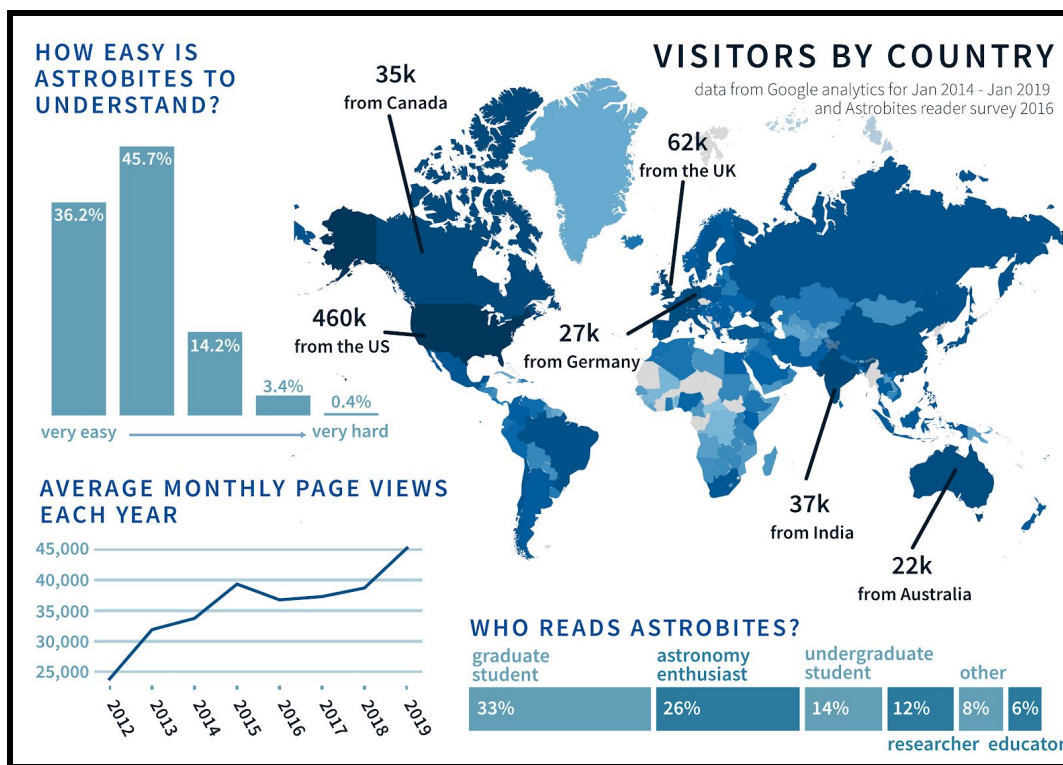 HOW EASY IS
ASTROBITES TO
UNDERSTAND?
36.2%
45.7%
14.2%
3.4%
0.4%
very easy
very hard
VISITORS BY COUNTRY
data from Google analytics for Jan 2014 - Jan 2019
and Astrobites reader survey 2016
35k
from Canada
62k
from the UK
460k
from the US
27k
from Germany
37k
from India
22k
from Australia
AVERAGE MONTHLY PAGE VIEWS
EACH YEAR
45,000
40,000
35,000
30,000
25,000
2012
2013
2014
2015
2016
2017
2018
2019
WHO READS ASTROBITES?
graduate
student
33%
astronomy
enthusiast
26%
undergraduate
student
14%
12%
researcher
other
8%
6%
educator